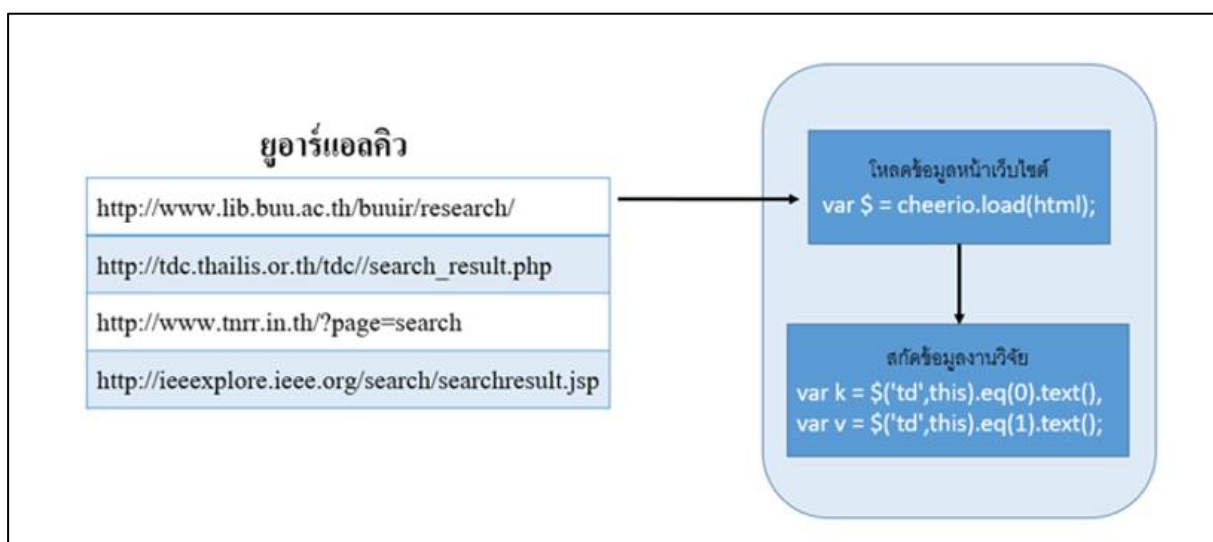 ยูอาร์แอลคิว
http://www.lib.buu.ac.th/buuir/research/
http://tdc.thailis.or.th/tdc//search_result.php
http://www.tnrr.in.th/?page=search
http://ieeexplore.ieee.org/search/searchresult.jsp
โหลดข้อมูลหน้าเว็บไซต์
var $ = cheerio.load(html);
สกัดข้อมูลงานวิจัย
var k = $('td',this).eq(0).text(),
var v = $('td',this).eq(1).text();